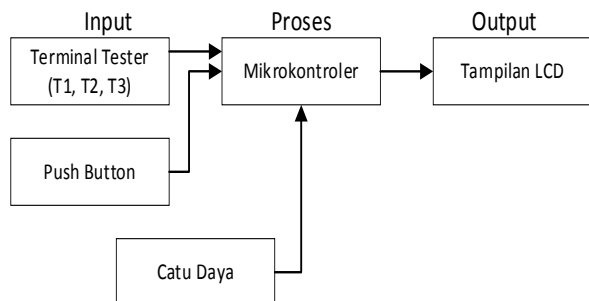 Input
Proses
Output
Terminal Tester
(T1, T2, T3)
Mikrokontroler
Tampilan LCD
Push Button
Catu Daya